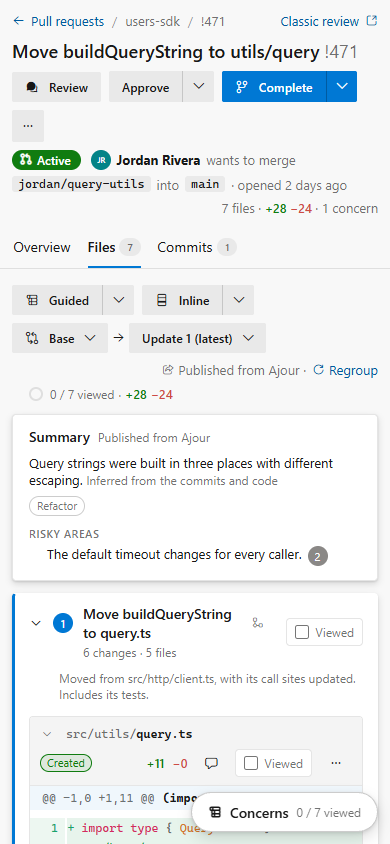 ← Pull requests / users-sdk / !471 Classic review
Move buildQueryString to utils/query !471
Review Approve Complete
...
Active JR Jordan Rivera wants to merge
jordan/query-utils into main · opened 2 days ago
7 files · +28 −24 · 1 concern
Overview Files 7 Commits 1
Guided Inline
Base → Update 1 (latest)
Published from Ajour · Regroup
0 / 7 viewed · +28 −24
Summary Published from Ajour
Query strings were built in three places with different
escaping. Inferred from the commits and code
Refactor
RISKY AREAS
The default timeout changes for every caller. 2
1 Move buildQueryString
to query.ts
Viewed
6 changes · 5 files
Moved from src/http/client.ts, with its call sites updated.
Includes its tests.
src/utils/query.ts
Created +11 −0 Viewed ...
@@ −1,0 +1,11 @@ (impo
Concerns 0 / 7 viewed
1 + import type {